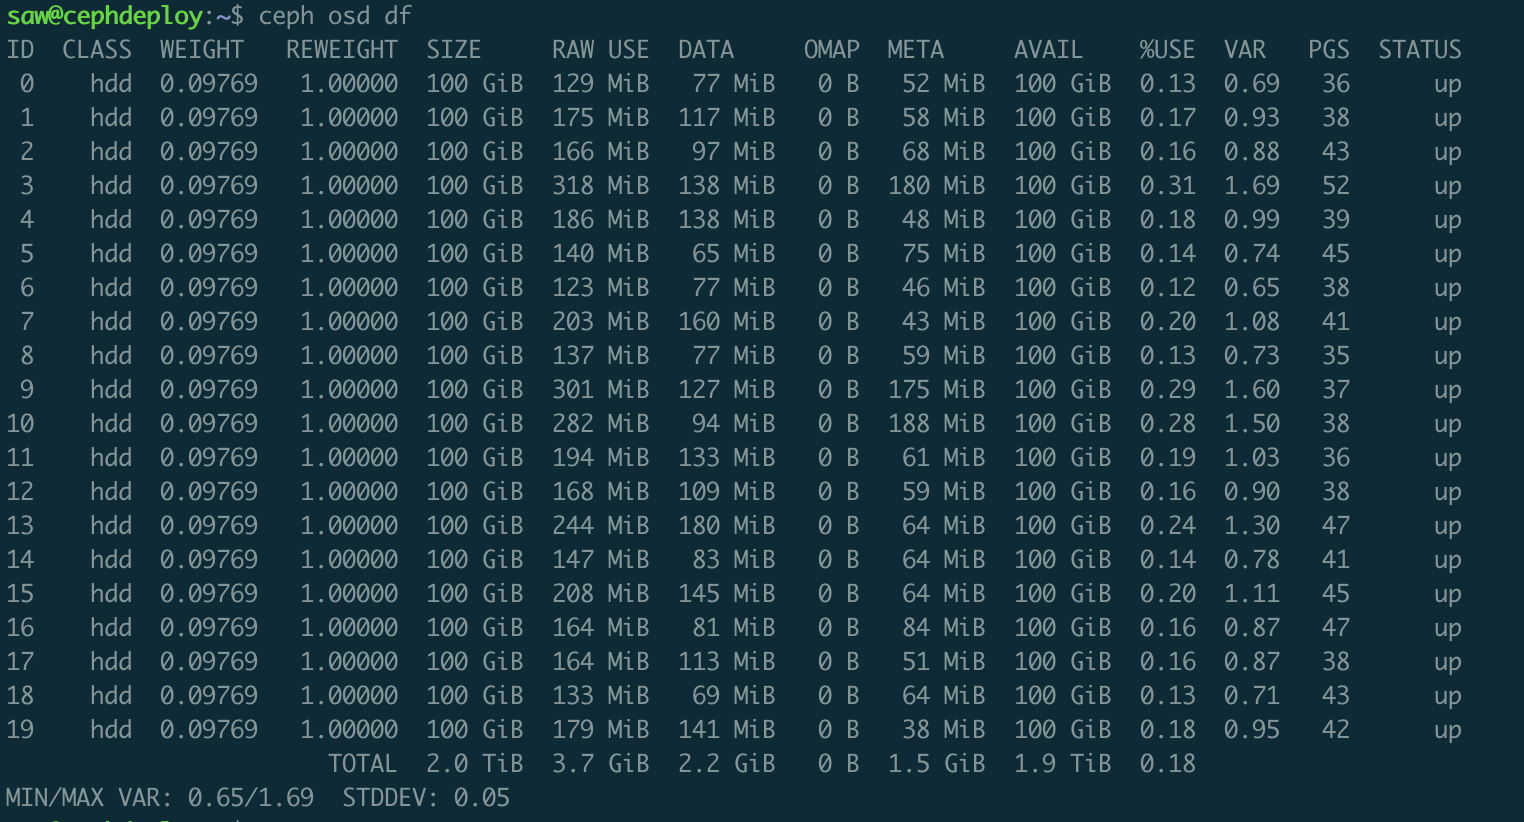 saw@cephdeploy:~$ ceph osd df
ID CLASS WEIGHT REWEIGHT SIZE RAW USE DATA OMAP META AVAIL %USE VAR PGS STATUS
0 hdd 0.09769 1.00000 100 GiB 129 MiB 77 MiB 0 B 52 MiB 100 GiB 0.13 0.69 36 up
1 hdd 0.09769 1.00000 100 GiB 175 MiB 117 MiB 0 B 58 MiB 100 GiB 0.17 0.93 38 up
2 hdd 0.09769 1.00000 100 GiB 166 MiB 97 MiB 0 B 68 MiB 100 GiB 0.16 0.88 43 up
3 hdd 0.09769 1.00000 100 GiB 318 MiB 138 MiB 0 B 180 MiB 100 GiB 0.31 1.69 52 up
4 hdd 0.09769 1.00000 100 GiB 186 MiB 138 MiB 0 B 48 MiB 100 GiB 0.18 0.99 39 up
5 hdd 0.09769 1.00000 100 GiB 140 MiB 65 MiB 0 B 75 MiB 100 GiB 0.14 0.74 45 up
6 hdd 0.09769 1.00000 100 GiB 123 MiB 77 MiB 0 B 46 MiB 100 GiB 0.12 0.65 38 up
7 hdd 0.09769 1.00000 100 GiB 203 MiB 160 MiB 0 B 43 MiB 100 GiB 0.20 1.08 41 up
8 hdd 0.09769 1.00000 100 GiB 137 MiB 77 MiB 0 B 59 MiB 100 GiB 0.13 0.73 35 up
9 hdd 0.09769 1.00000 100 GiB 301 MiB 127 MiB 0 B 175 MiB 100 GiB 0.29 1.60 37 up
10 hdd 0.09769 1.00000 100 GiB 282 MiB 94 MiB 0 B 188 MiB 100 GiB 0.28 1.50 38 up
11 hdd 0.09769 1.00000 100 GiB 194 MiB 133 MiB 0 B 61 MiB 100 GiB 0.19 1.03 36 up
12 hdd 0.09769 1.00000 100 GiB 168 MiB 109 MiB 0 B 59 MiB 100 GiB 0.16 0.90 38 up
13 hdd 0.09769 1.00000 100 GiB 244 MiB 180 MiB 0 B 64 MiB 100 GiB 0.24 1.30 47 up
14 hdd 0.09769 1.00000 100 GiB 147 MiB 83 MiB 0 B 64 MiB 100 GiB 0.14 0.78 41 up
15 hdd 0.09769 1.00000 100 GiB 208 MiB 145 MiB 0 B 64 MiB 100 GiB 0.20 1.11 45 up
16 hdd 0.09769 1.00000 100 GiB 164 MiB 81 MiB 0 B 84 MiB 100 GiB 0.16 0.87 47 up
17 hdd 0.09769 1.00000 100 GiB 164 MiB 113 MiB 0 B 51 MiB 100 GiB 0.16 0.87 38 up
18 hdd 0.09769 1.00000 100 GiB 133 MiB 69 MiB 0 B 64 MiB 100 GiB 0.13 0.71 43 up
19 hdd 0.09769 1.00000 100 GiB 179 MiB 141 MiB 0 B 38 MiB 100 GiB 0.18 0.95 42 up
TOTAL 2.0 TiB 3.7 GiB 2.2 GiB 0 B 1.5 GiB 1.9 TiB 0.18
MIN/MAX VAR: 0.65/1.69 STDDEV: 0.05